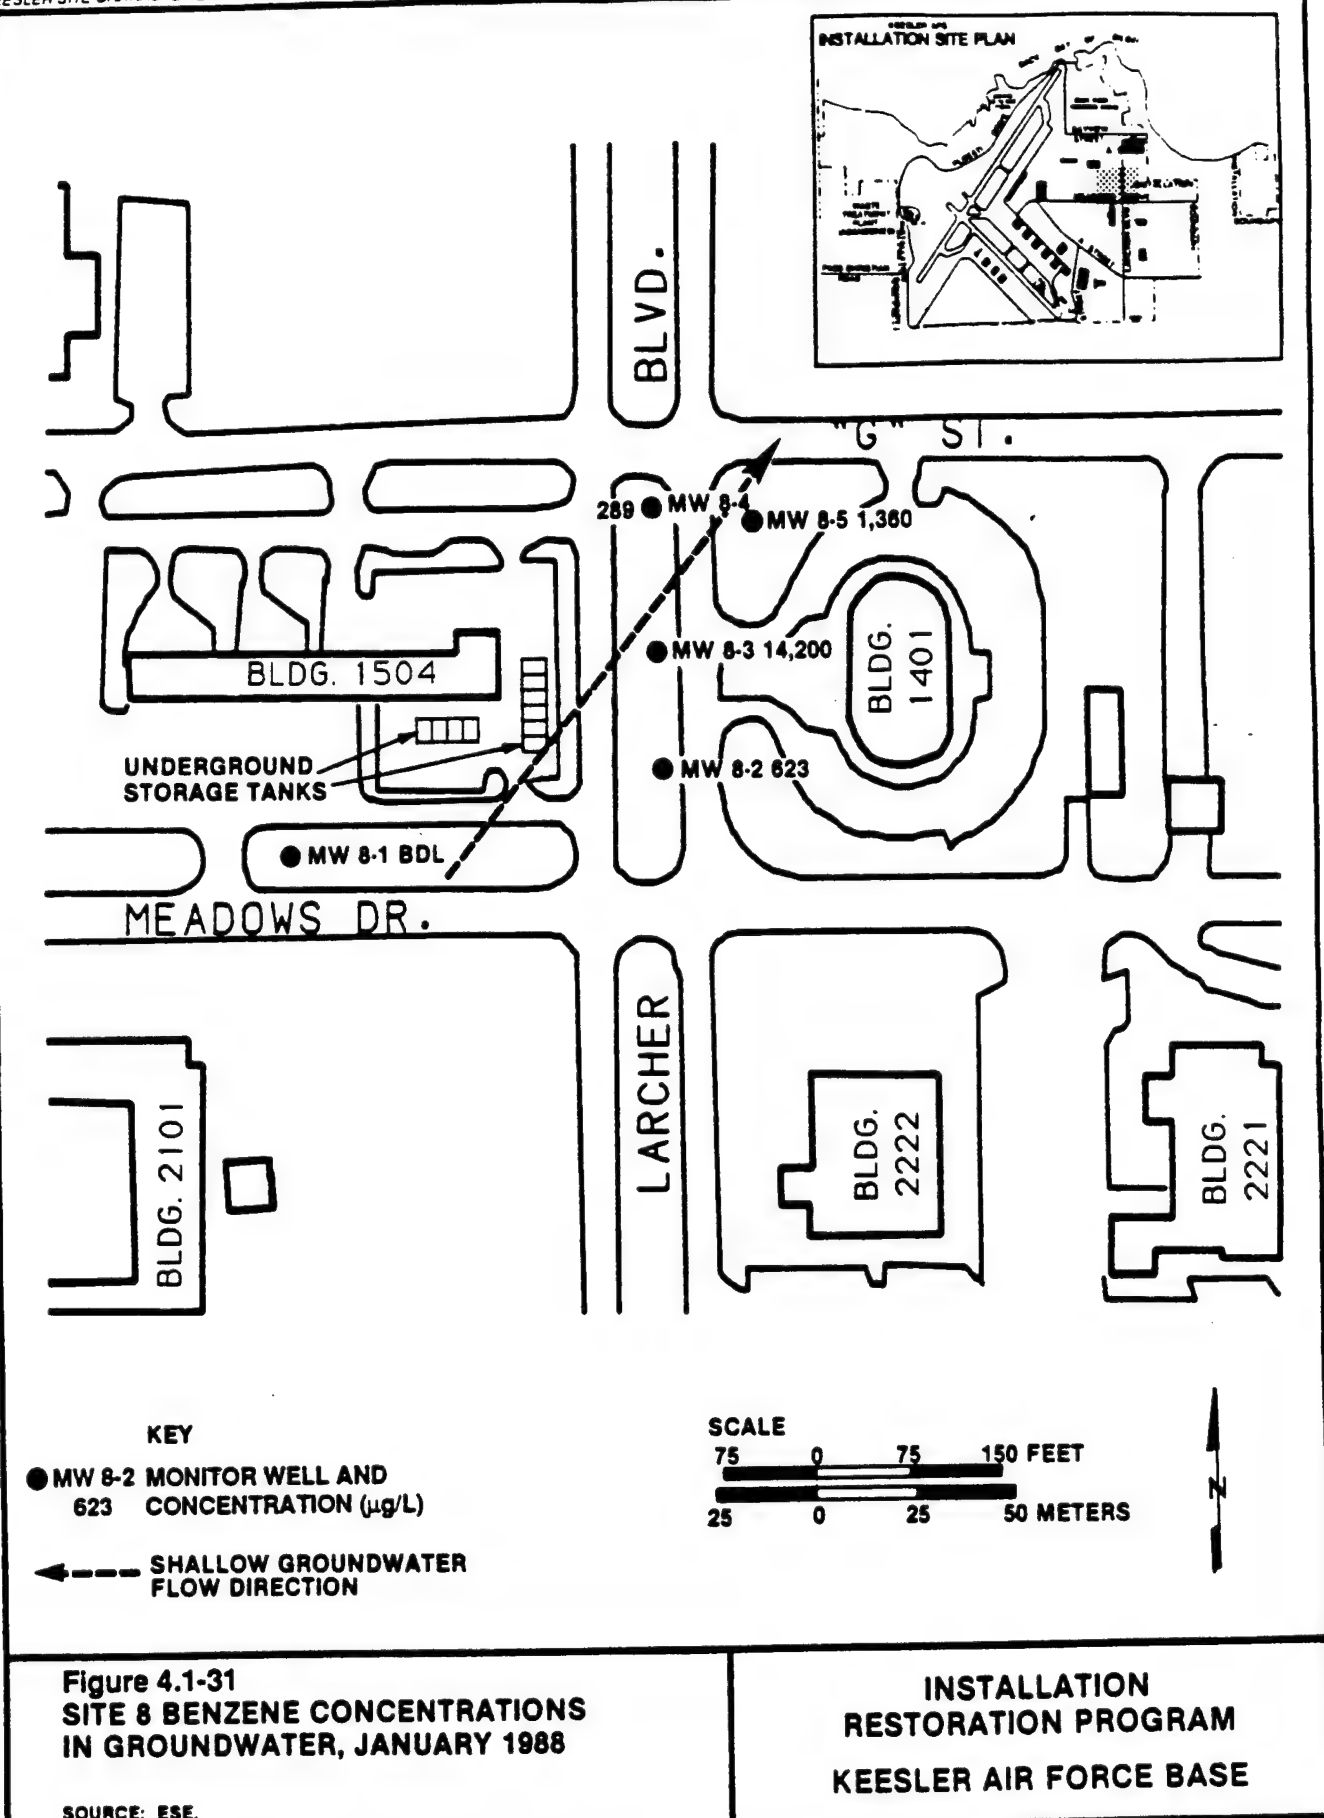 INSTALLATION SITE PLAN
BLVD.
"G" ST.
289 MW 8-4
MW 8-5 1,360
MW 8-3 14,200
BLDG. 1401
BLDG. 1504
MW 8-2 623
UNDERGROUND
STORAGE TANKS
MW 8-1 BDL
MEADOWS DR.
LARCHER
BLDG. 2101
BLDG.
2222
BLDG.
2221
KEY
MW 8-2 MONITOR WELL AND
623 CONCENTRATION (µg/L)
SHALLOW GROUNDWATER
FLOW DIRECTION
SCALE
75 0 75 150 FEET
25 0 25 50 METERS
N
Figure 4.1-31
SITE 8 BENZENE CONCENTRATIONS
IN GROUNDWATER, JANUARY 1988
SOURCE: ESE.
INSTALLATION
RESTORATION PROGRAM
KEESLER AIR FORCE BASE